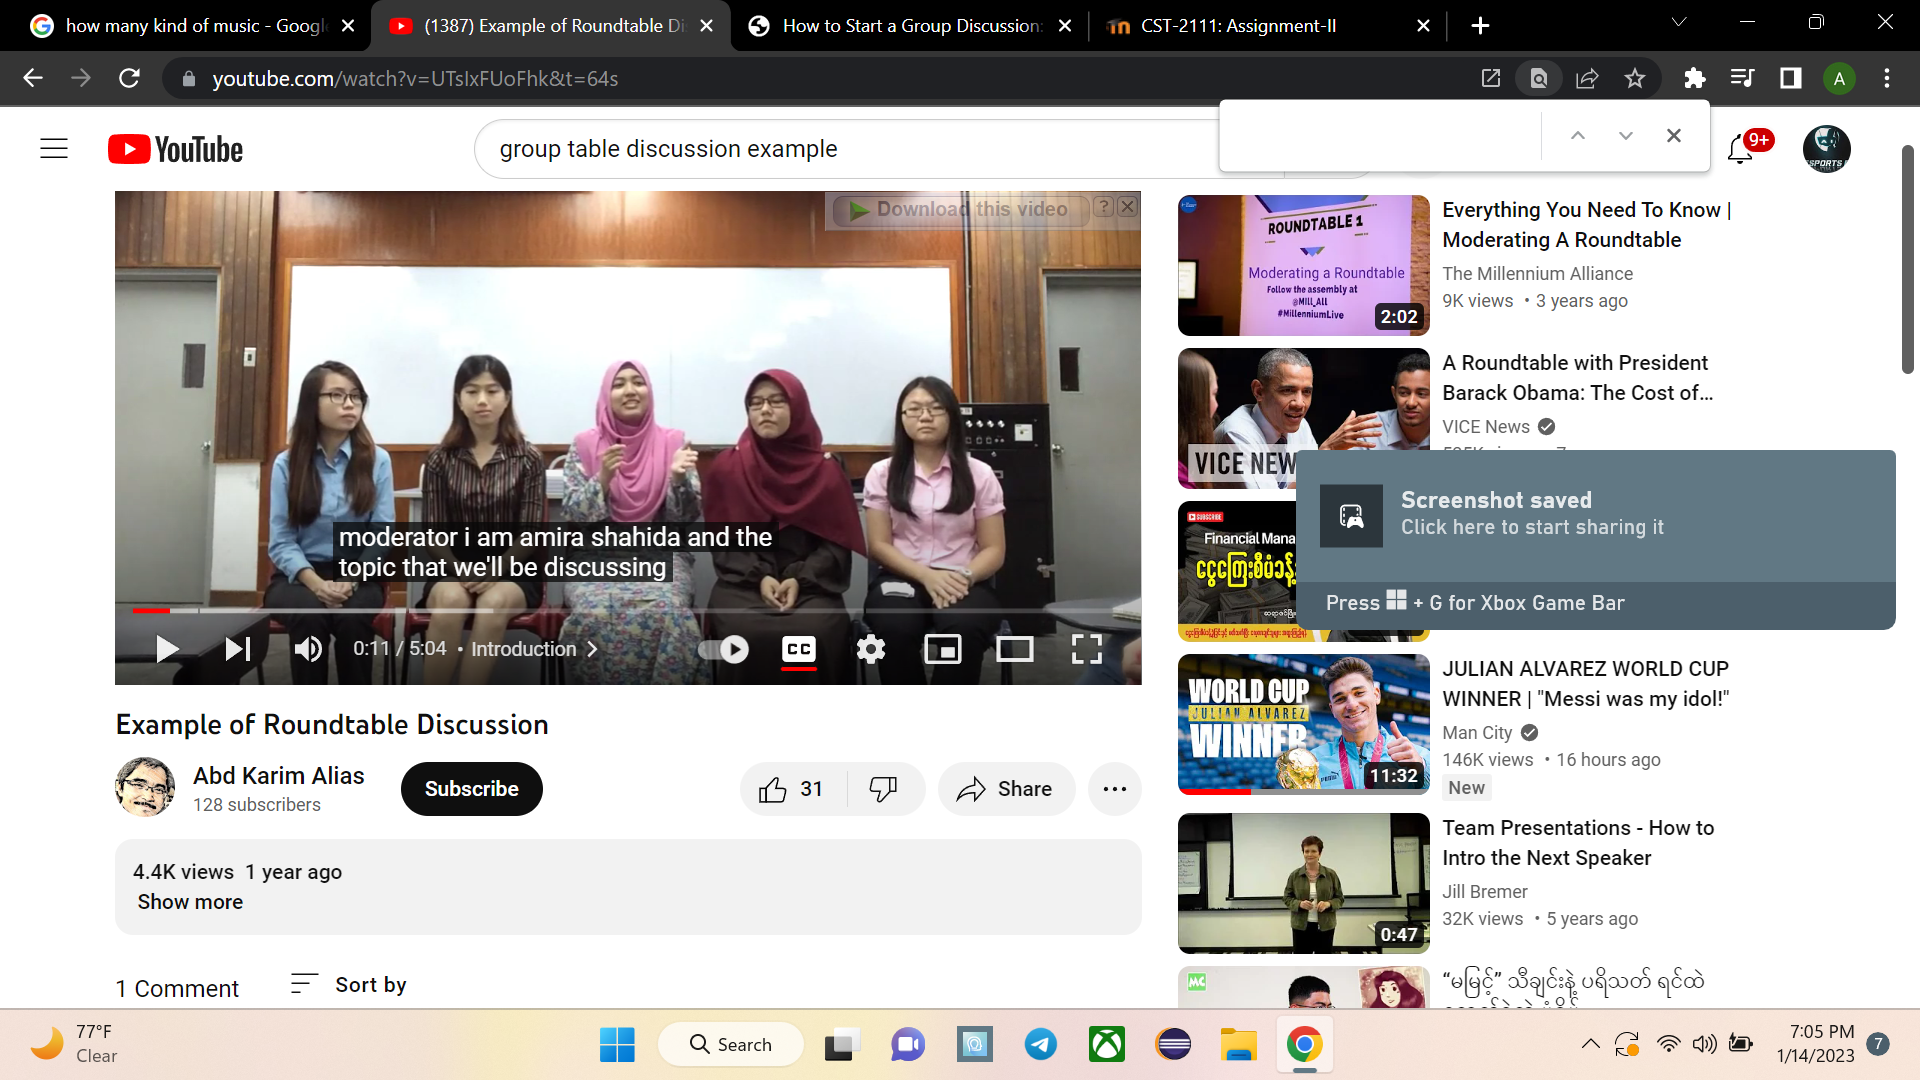 how many kind of music - Googl
(1387) Example of Roundtable Di
How to Start a Group Discussion:
CST-2111: Assignment-II
youtube.com/watch?v=UTsIxFUoFhk&t=64s
A
YouTube
group table discussion example
9+
Download this video
?
moderator i am amira shahida and the
topic that we'll be discussing
0:11 / 5:04 • Introduction
CC
Example of Roundtable Discussion
Abd Karim Alias
128 subscribers
Subscribe
31
Share
4.4K views 1 year ago
Show more
1 Comment
Sort by
ROUNDTABLE 1
Moderating a Roundtable
Follow the assembly at
@MILL_All
#MillenniumLive
2:02
Everything You Need To Know |
Moderating A Roundtable
The Millennium Alliance
9K views • 3 years ago
VICE NEW
A Roundtable with President
Barack Obama: The Cost of...
VICE News
SUBSCRIBE
Financial Mana
Screenshot saved
Click here to start sharing it
Press + G for Xbox Game Bar
WORLD CUP
JULIAN ALVAREZ
WINNER
11:32
JULIAN ALVAREZ WORLD CUP
WINNER | "Messi was my idol!"
Man City
146K views • 16 hours ago
New
0:47
Team Presentations - How to
Intro the Next Speaker
Jill Bremer
32K views • 5 years ago
MC
“မမြင့်” သီချင်းနဲ့ ပရိသတ် ရင်ထဲ
77°F
Clear
Search
7:05 PM
1/14/2023
7